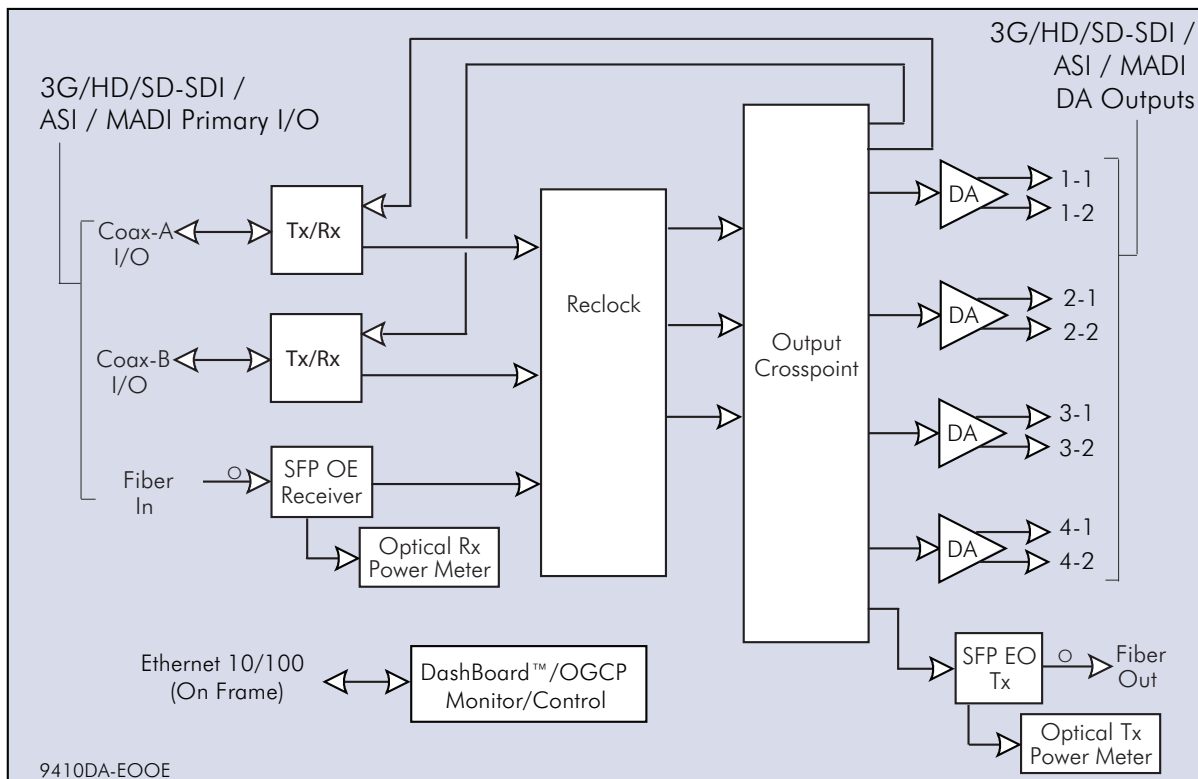 3G/HD/SD-SDI /
ASI / MADI Primary I/O
3G/HD/SD-SDI /
ASI / MADI
DA Outputs
Coax-A
I/O
Tx/Rx
Coax-B
I/O
Tx/Rx
Fiber
In
SFP OE
Receiver
Optical Rx
Power Meter
Reclock
Output
Crosspoint
DA
1-1
1-2
DA
2-1
2-2
DA
3-1
3-2
DA
4-1
4-2
Ethernet 10/100
(On Frame)
DashBoard™/OGCP
Monitor/Control
SFP EO
Tx
Fiber
Out
Optical Tx
Power Meter
9410DA-EOOE